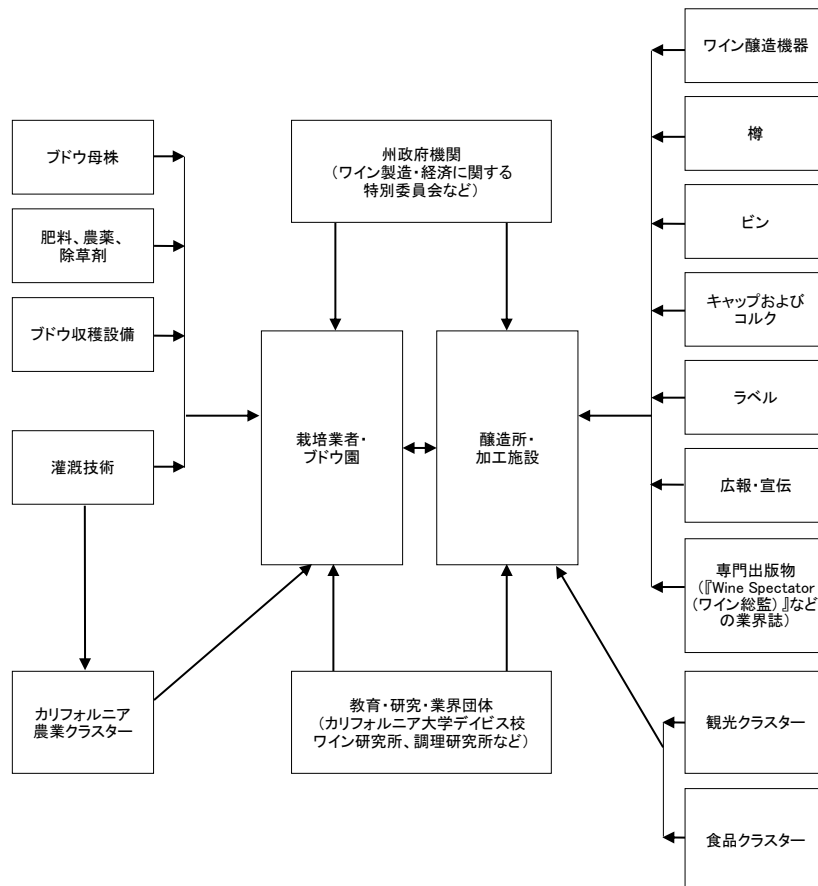 ワイン醸造機器
樽
ビン
キャップおよび
コルク
ラベル
広報・宣伝
専門出版物
(『Wine Spectator
(ワイン総監)』など
の業界誌)
観光クラスター
食品クラスター
州政府機関
(ワイン製造・経済に関する
特別委員会など)
栽培業者・
ブドウ園
醸造所・
加工施設
教育・研究・業界団体
(カリフォルニア大学デイビス校
ワイン研究所、調理研究所など)
ブドウ母株
肥料、農薬、
除草剤
ブドウ収穫設備
灌漑技術
カリフォルニア
農業クラスター